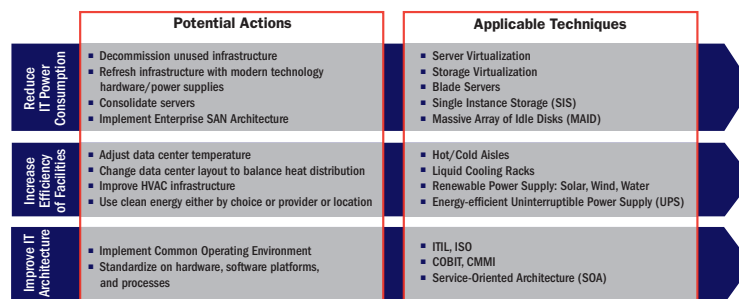 Potential Actions
Applicable Techniques
Reduce
IT Power
Consumption
▪ Decommission unused infrastructure
▪ Refresh infrastructure with modern technology
hardware/power supplies
▪ Consolidate servers
▪ Implement Enterprise SAN Architecture
▪ Server Virtualization
▪ Storage Virtualization
▪ Blade Servers
▪ Single Instance Storage (SIS)
▪ Massive Array of Idle Disks (MAID)
Increase
Efficiency
of Facilities
▪ Adjust data center temperature
▪ Change data center layout to balance heat distribution
▪ Improve HVAC infrastructure
▪ Use clean energy either by choice or provider or location
▪ Hot/Cold Aisles
▪ Liquid Cooling Racks
▪ Renewable Power Supply: Solar, Wind, Water
▪ Energy-efficient Uninterruptible Power Supply (UPS)
Improve IT
Architecture
▪ Implement Common Operating Environment
▪ Standardize on hardware, software platforms,
and processes
▪ ITIL, ISO
▪ COBIT, CMMI
▪ Service-Oriented Architecture (SOA)